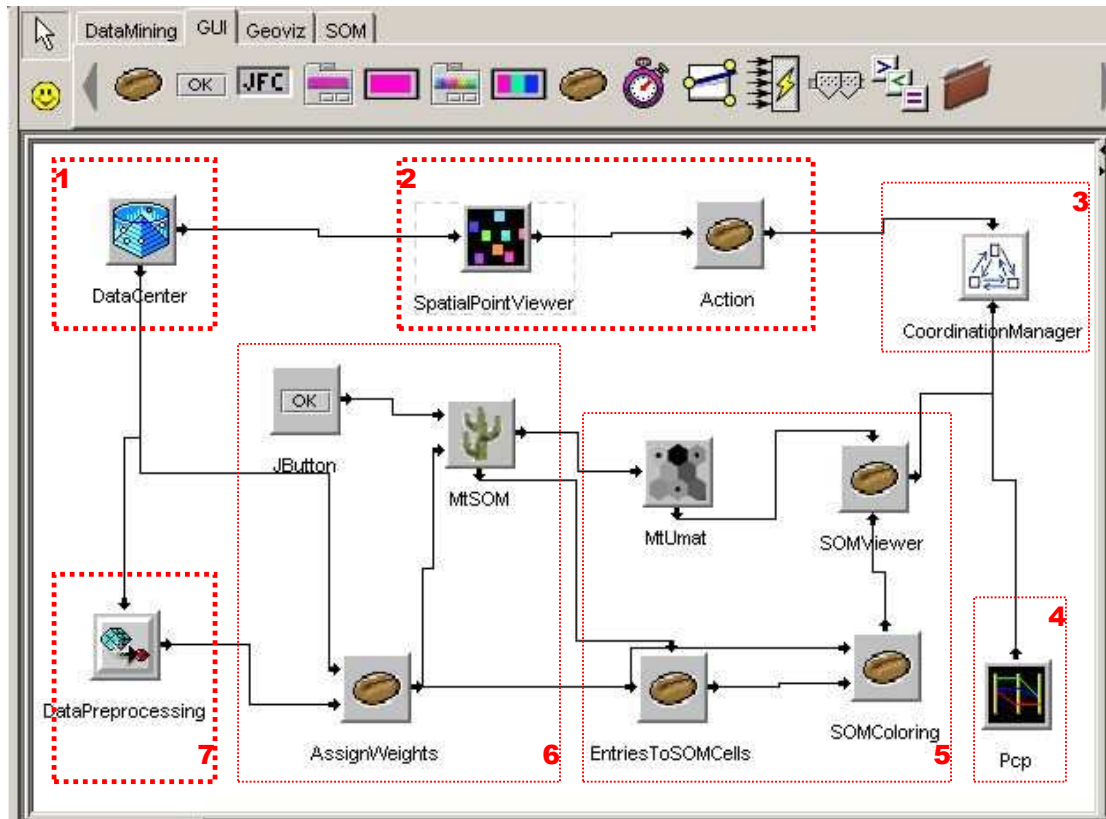 DataMining GUI Geoviz SOM
OK JFC
1
2
3
DataCenter
SpatialPointViewer
Action
CoordinationManager
OK
JButton
MtSOM
MtUmat
SOMViewer
4
DataPreprocessing
7
AssignWeights
6
EntriesToSOMCells
SOMColoring
5
Pcp